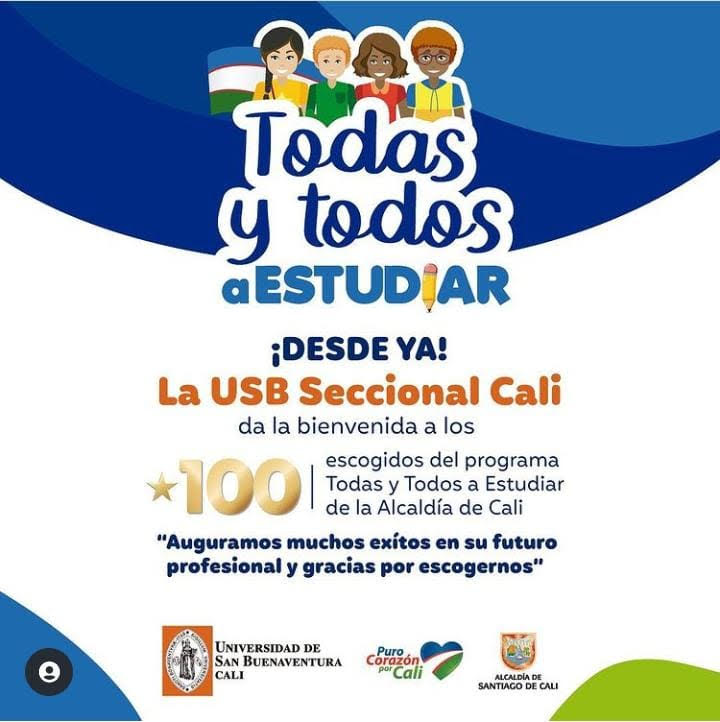 Todas
y todos
a ESTUDIAR
¡DESDE YA!
La USB Seccional Cali
da la bienvenida a los
100
escogidos del programa
Todas y Todos a Estudiar
de la Alcaldía de Cali
"Auguramos muchos exítos en su futuro
profesional y gracias por escogernos"
UNIVERSIDAD DE
SAN BUENAVENTURA
CALI
Puro
Corazón
por Cali
ALCALDÍA DE
SANTIAGO DE CALI